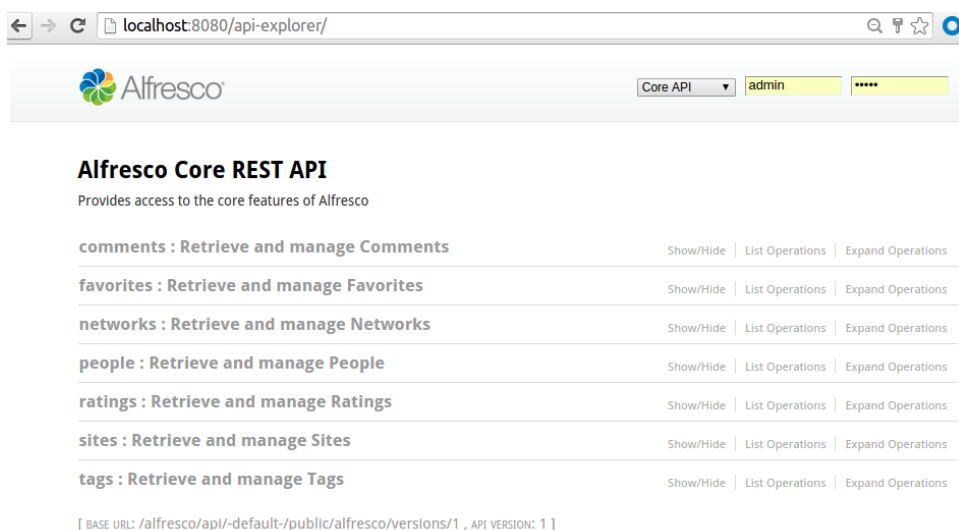 localhost:8080/api-explorer/
Alfresco
Core API admin •••••
Alfresco Core REST API
Provides access to the core features of Alfresco
comments : Retrieve and manage Comments Show/Hide List Operations Expand Operations
favorites : Retrieve and manage Favorites Show/Hide List Operations Expand Operations
networks : Retrieve and manage Networks Show/Hide List Operations Expand Operations
people : Retrieve and manage People Show/Hide List Operations Expand Operations
ratings : Retrieve and manage Ratings Show/Hide List Operations Expand Operations
sites : Retrieve and manage Sites Show/Hide List Operations Expand Operations
tags : Retrieve and manage Tags Show/Hide List Operations Expand Operations
[ BASE URL: /alfresco/api/-default-/public/alfresco/versions/1 , API VERSION: 1 ]